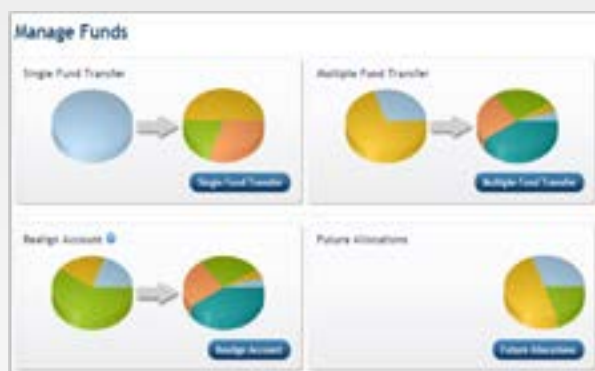 Manage Funds
Single Fund Transfer
Single Fund Transfer
Multiple Fund Transfer
Multiple Fund Transfer
Realign Account
Realign Account
Future Allocations
Future Allocations